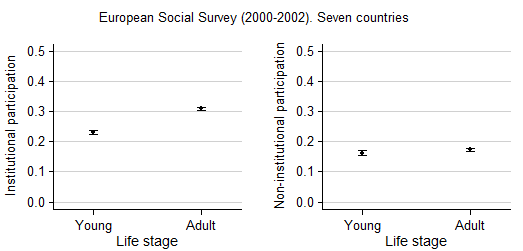 European Social Survey (2000-2002). Seven countries
Institutional participation
0.5
0.4
0.3
0.2
0.1
0.0
Young Adult
Life stage
Non-institutional participation
0.5
0.4
0.3
0.2
0.1
0.0
Young Adult
Life stage